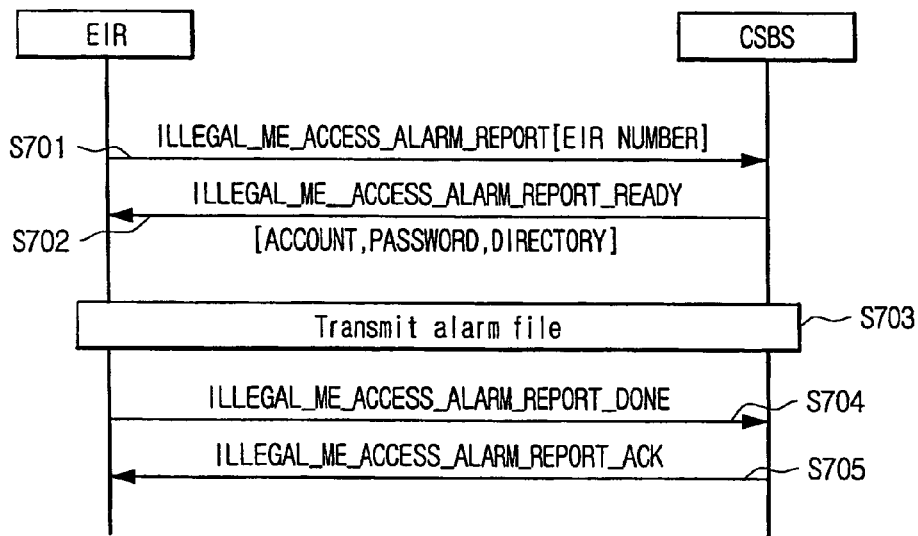 EIR
CSBS
S701
ILLEGAL_ME_ACCESS_ALARM_REPORT[EIR NUMBER]
ILLEGAL_ME__ACCESS_ALARM_REPORT_READY
S702
[ACCOUNT,PASSWORD,DIRECTORY]
Transmit alarm file
S703
ILLEGAL_ME_ACCESS_ALARM_REPORT_DONE
S704
ILLEGAL_ME_ACCESS_ALARM_REPORT_ACK
S705